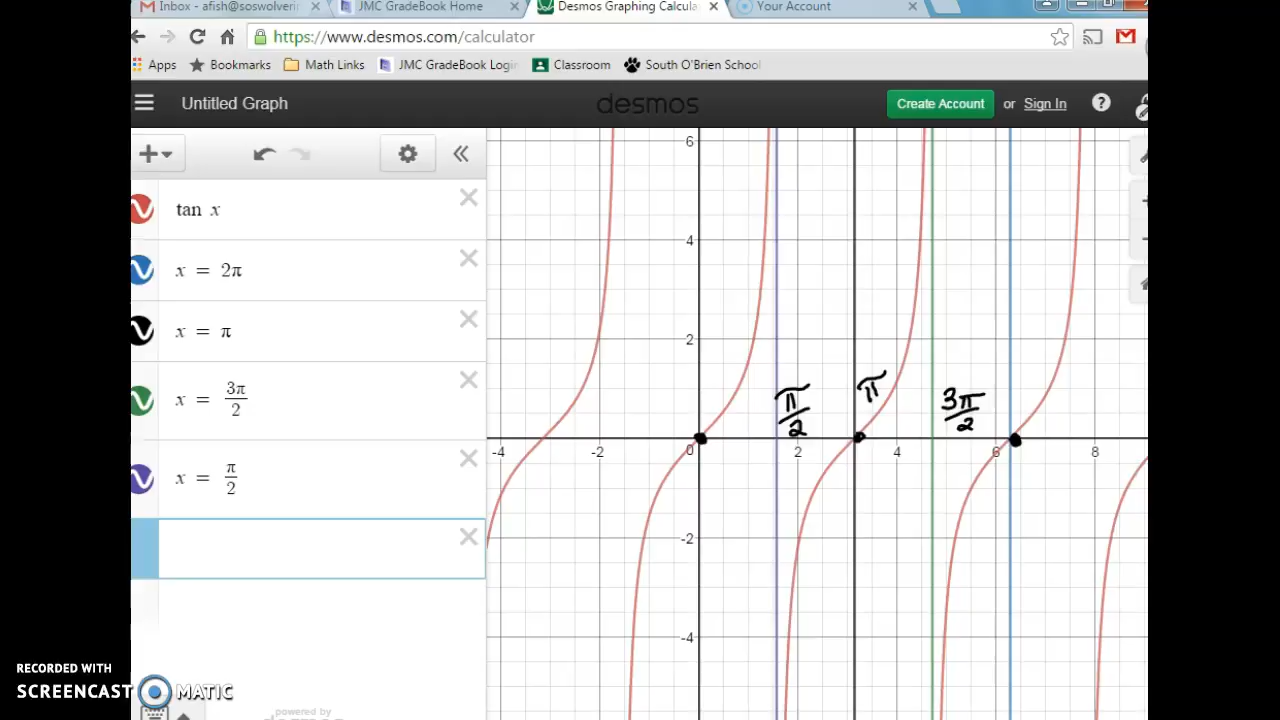 Inbox - afish@soswolverin
JMC GradeBook Home
Desmos Graphing Calcula
Your Account
https://www.desmos.com/calculator
Apps
Bookmarks
Math Links
JMC GradeBook Login
Classroom
South O'Brien School
Untitled Graph
desmos
Create Account or Sign In
tan x
x = 2π
x = π
x = 3π/2
x = π/2
6
4
2
-4 -2 0 2 4 6 8
-2
-4
π/2
π
3π/2
RECORDED WITH
SCREENCAST MATIC
powered by